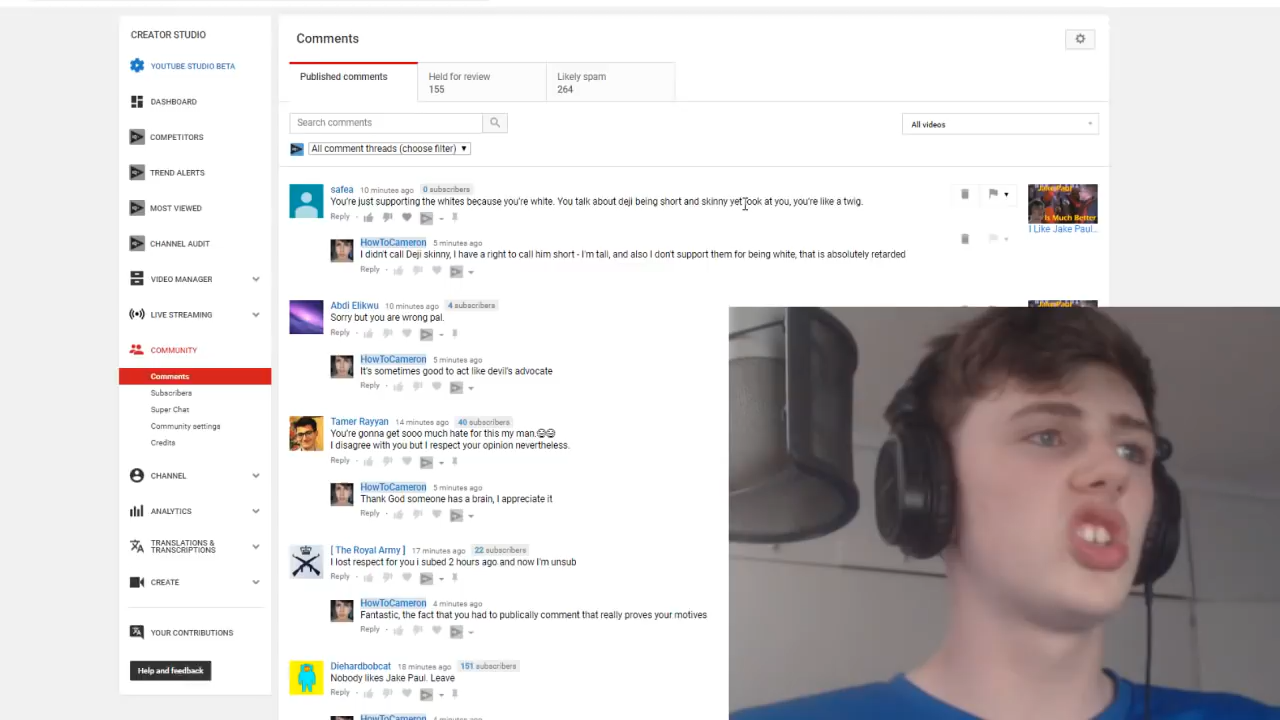 CREATOR STUDIO
YOUTUBE STUDIO BETA
DASHBOARD
COMPETITORS
TREND ALERTS
MOST VIEWED
CHANNEL AUDIT
VIDEO MANAGER
LIVE STREAMING
COMMUNITY
Comments
Subscribers
Super Chat
Community settings
Credits
CHANNEL
ANALYTICS
TRANSLATIONS &
TRANSCRIPTIONS
CREATE
YOUR CONTRIBUTIONS
Help and feedback
Comments
Published comments
Held for review
155
Likely spam
264
Search comments
All videos
All comment threads (choose filter)
safea 10 minutes ago 0 subscribers
You're just supporting the whites because you're white. You talk about deji being short and skinny yet look at you, you're like a twig.
Reply
HowToCameron 5 minutes ago
I didn't call Deji skinny, I have a right to call him short - I'm tall, and also I don't support them for being white, that is absolutely retarded
Reply
JakePaul
Is Much Better
I Like Jake Paul...
Abdi Elikwu 10 minutes ago 4 subscribers
Sorry but you are wrong pal.
Reply
HowToCameron 5 minutes ago
It's sometimes good to act like devil's advocate
Reply
Tamer Rayyan 14 minutes ago 40 subscribers
You're gonna get sooo much hate for this my man.😂😂
I disagree with you but I respect your opinion nevertheless.
Reply
HowToCameron 5 minutes ago
Thank God someone has a brain, I appreciate it
Reply
[ The Royal Army ] 17 minutes ago 22 subscribers
I lost respect for you i subed 2 hours ago and now I'm unsub
Reply
HowToCameron 4 minutes ago
Fantastic, the fact that you had to publically comment that really proves your motives
Reply
Diehardbobcat 18 minutes ago 151 subscribers
Nobody likes Jake Paul. Leave
Reply
HowToCameron 4 minutes ago